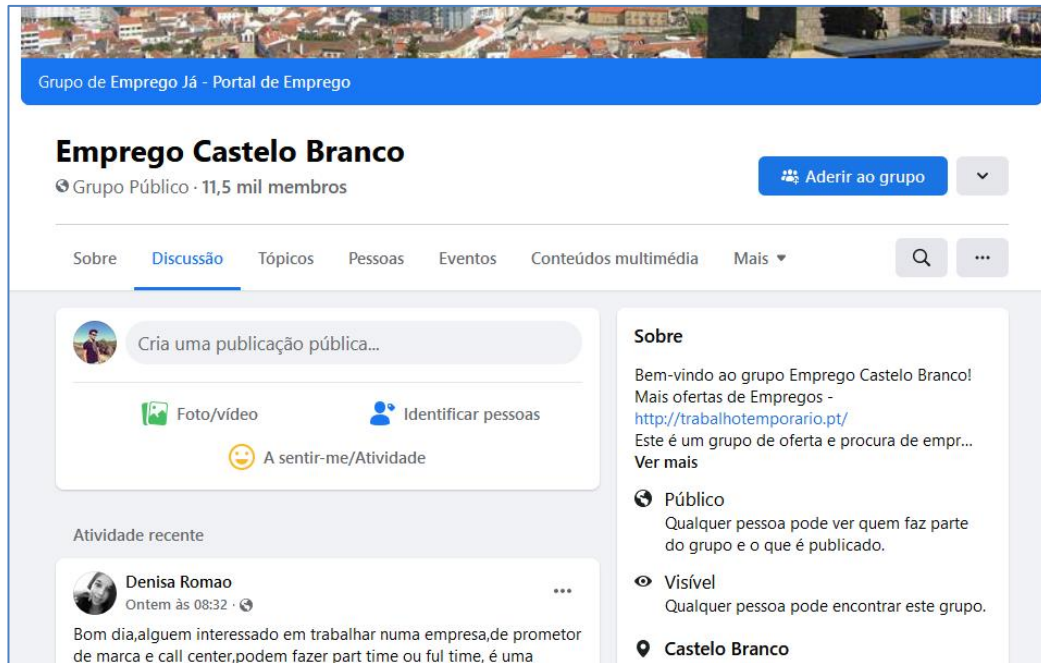 Grupo de Emprego Já - Portal de Emprego
Emprego Castelo Branco
Grupo Público · 11,5 mil membros
Aderir ao grupo
Sobre Discussão Tópicos Pessoas Eventos Conteúdos multimédia Mais
Cria uma publicação pública...
Foto/vídeo Identificar pessoas
A sentir-me/Atividade
Atividade recente
Denisa Romao
Ontem às 08:32 ·
Bom dia,alguem interessado em trabalhar numa empresa,de prometor
de marca e call center,podem fazer part time ou ful time, é uma
Sobre
Bem-vindo ao grupo Emprego Castelo Branco!
Mais ofertas de Empregos -
http://trabalhotemporario.pt/
Este é um grupo de oferta e procura de empr...
Ver mais
Público
Qualquer pessoa pode ver quem faz parte
do grupo e o que é publicado.
Visível
Qualquer pessoa pode encontrar este grupo.
Castelo Branco